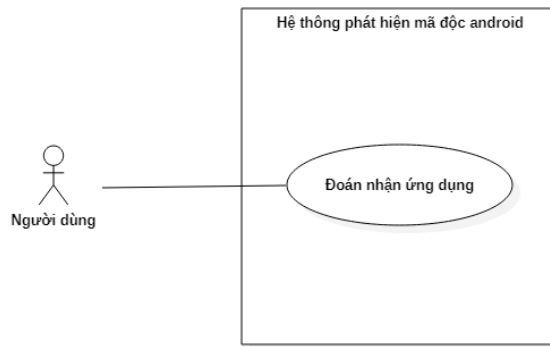 Hệ thông phát hiện mã độc android
Đoán nhận ứng dụng
Người dùng